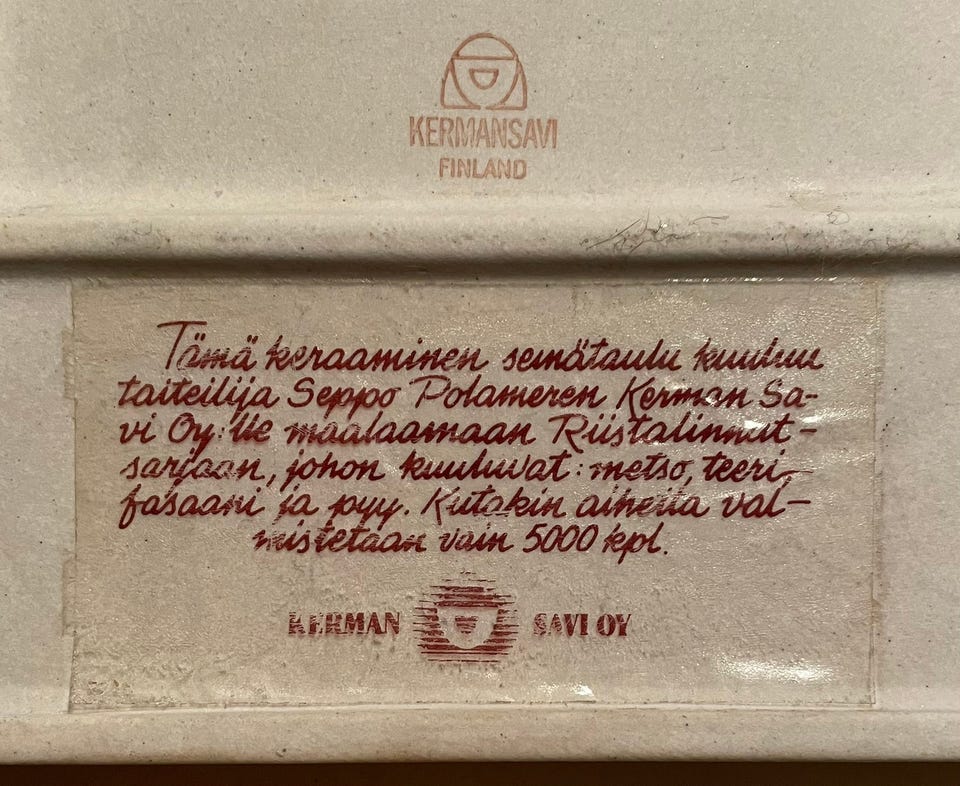 KERMANSAVI
FINLAND
Tämä keraaminen seinätaulu kuuluu
taiteilija Seppo Polameren Kerman Sa-
vi Oy:lle maalaamaan Riistalinnut-
sarjaan, johon kuuluvat: metso, teeri,
fasaani ja pyy. Kutakin aihetta val-
mistetaan vain 5000 kpl.
KERMAN SAVI OY